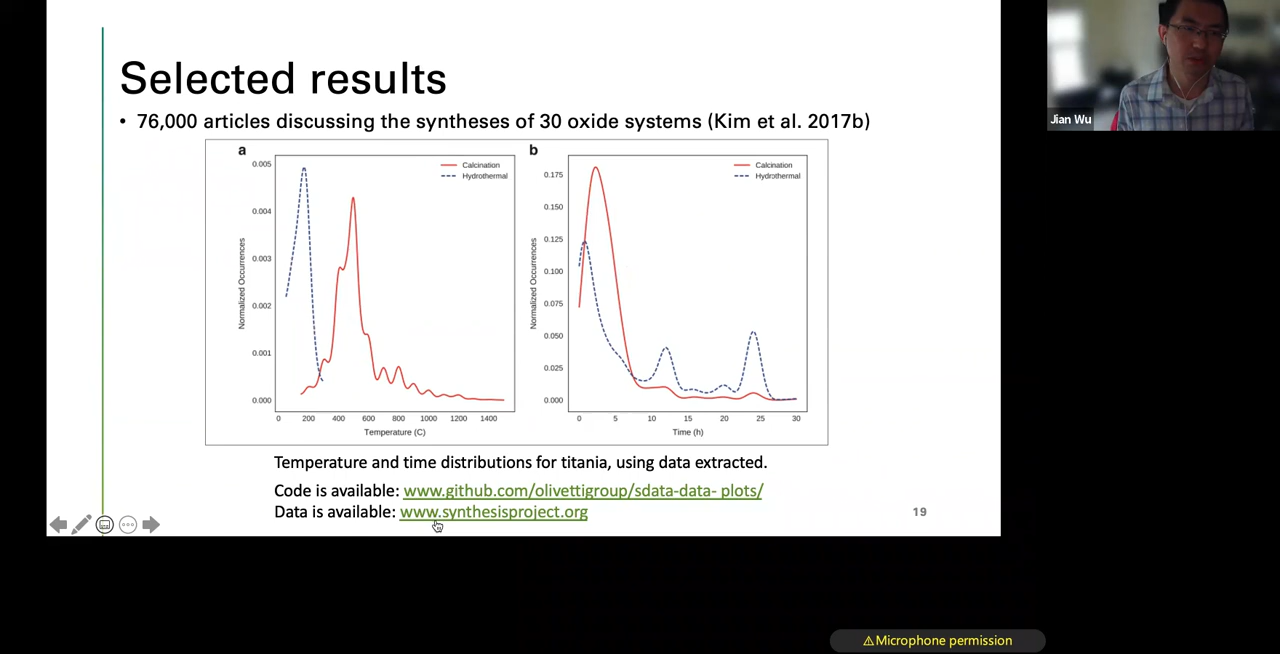 Selected results
• 76,000 articles discussing the syntheses of 30 oxide systems (Kim et al. 2017b)
a
Calcination
Hydrothermal
0.005
0.004
0.003
0.002
0.001
0.000
Normalized Occurrences
0 200 400 600 800 1000 1200 1400
Temperature (C)
b
Calcination
Hydrothermal
0.175
0.150
0.125
0.100
0.075
0.050
0.025
0.000
Normalized Occurrences
0 5 10 15 20 25 30
Time (h)
Temperature and time distributions for titania, using data extracted.
Code is available: www.github.com/olivettigroup/sdata-data- plots/
Data is available: www.synthesisproject.org
19
Jian Wu
⚠Microphone permission